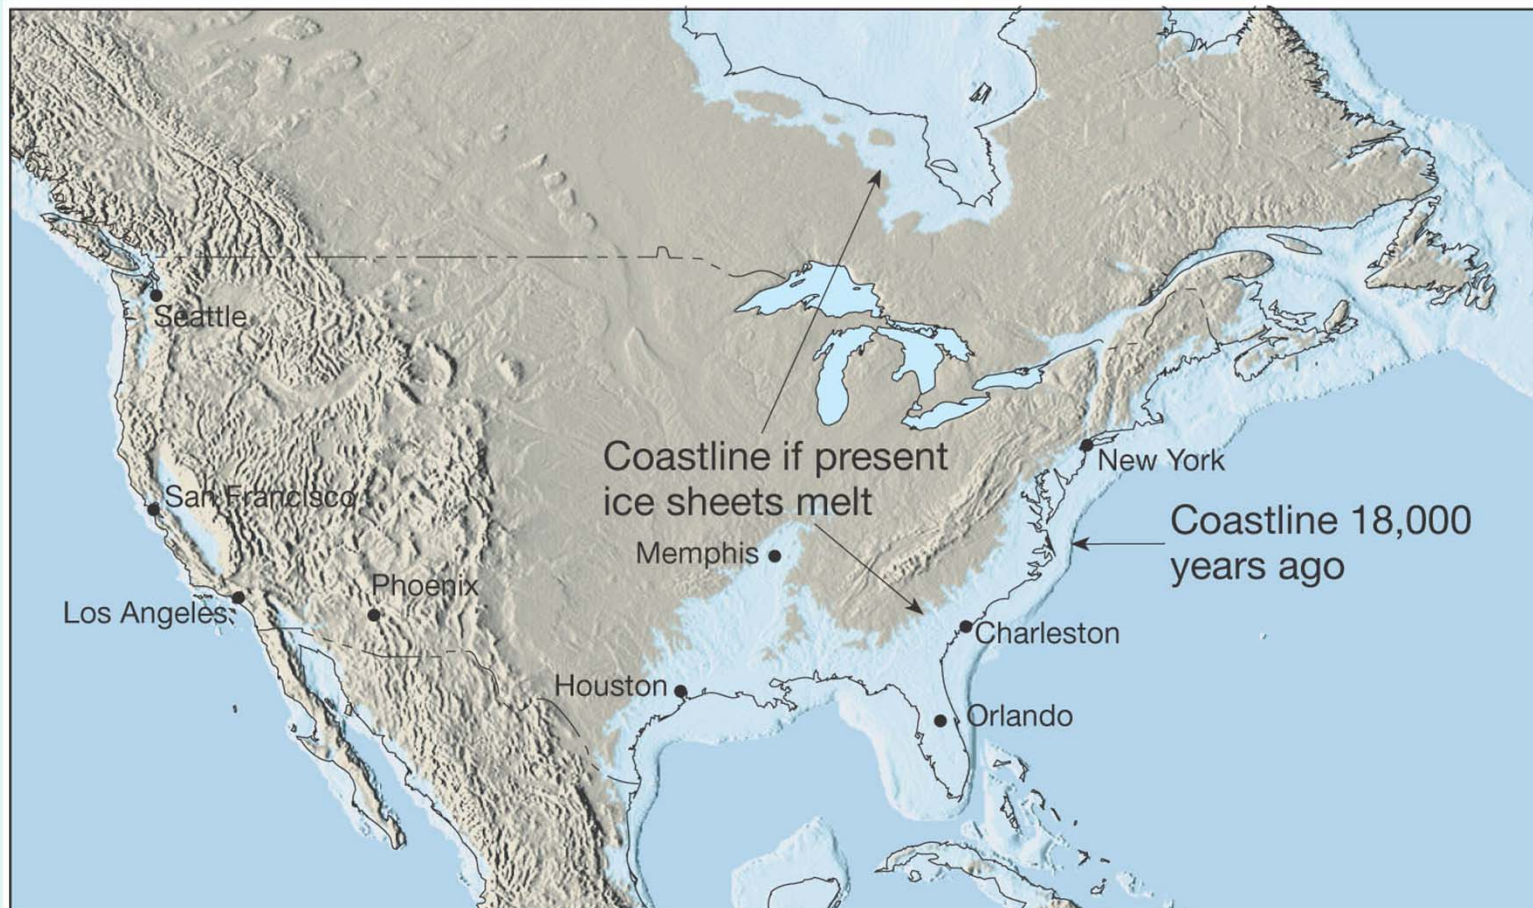 Seattle
Coastline if present
ice sheets melt
New York
San Francisco
Coastline 18,000
years ago
Memphis
Phoenix
Los Angeles
Charleston
Houston
Orlando